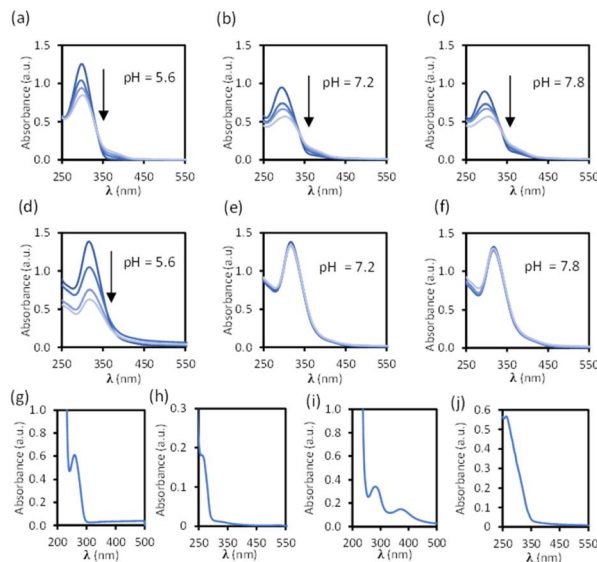 (a)
1.5
1.0
0.5
0.0
Absorbance (a.u.)
pH = 5.6
250 350 450 550
λ (nm)
(b)
1.5
1.0
0.5
0.0
Absorbance (a.u.)
pH = 7.2
250 350 450 550
λ (nm)
(c)
1.5
1.0
0.5
0.0
Absorbance (a.u.)
pH = 7.8
250 350 450 550
λ (nm)
(d)
1.5
1.0
0.5
0.0
Absorbance (a.u.)
pH = 5.6
250 350 450 550
λ (nm)
(e)
1.5
1.0
0.5
0.0
Absorbance (a.u)
pH = 7.2
250 350 450 550
λ (nm)
(f)
1.5
1.0
0.5
0.0
Absorbance (a.u.)
pH = 7.8
250 350 450 550
λ (nm)
(g)
1.0
0.8
0.6
0.4
0.2
0.0
Absorbance (a.u.)
200 300 400 500
λ (nm)
(h)
0.3
0.2
0.1
0
Absorbance (a.u.)
250 350 450 550
λ (nm)
(i)
1.0
0.8
0.6
0.4
0.2
0
Absorbance (a.u.)
200 300 400 500
λ (nm)
(j)
0.6
0.5
0.4
0.3
0.2
0.1
0
Absorbance (a.u.)
250 350 450 550
λ (nm)